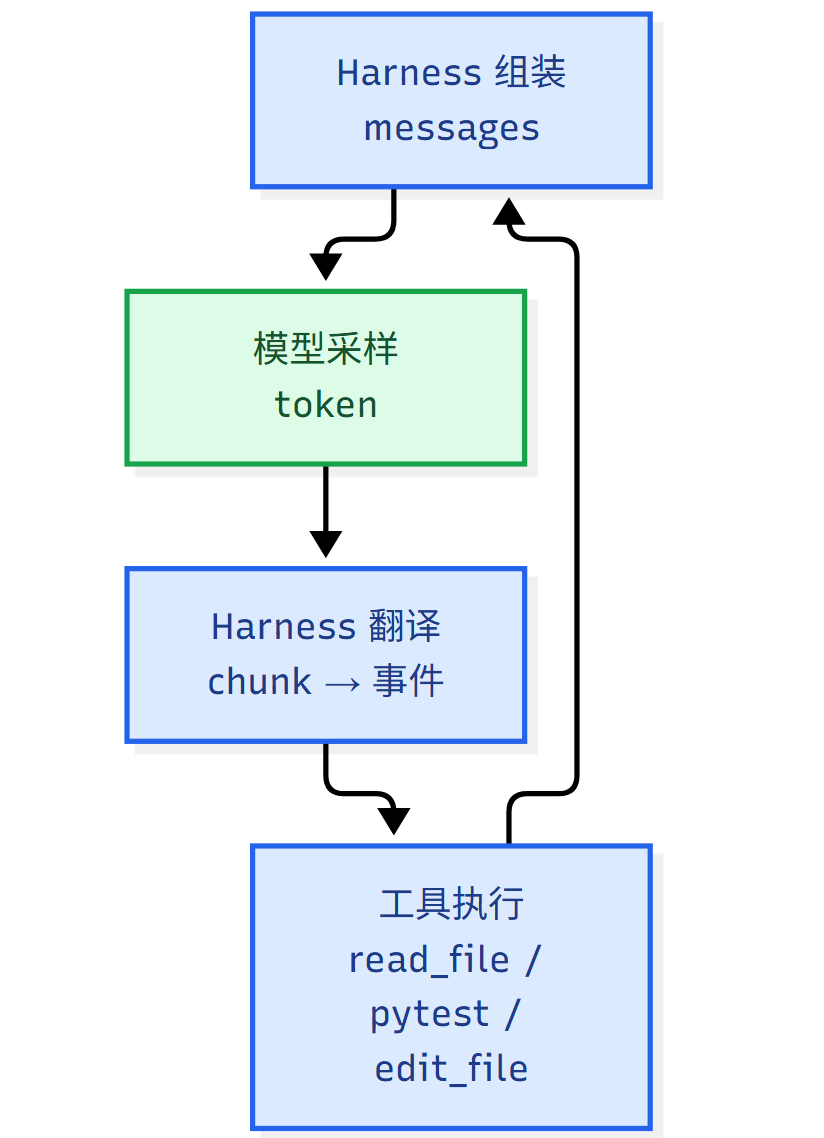 Harness 组装
messages
模型采样
token
Harness 翻译
chunk → 事件
工具执行
read_file /
pytest /
edit_file